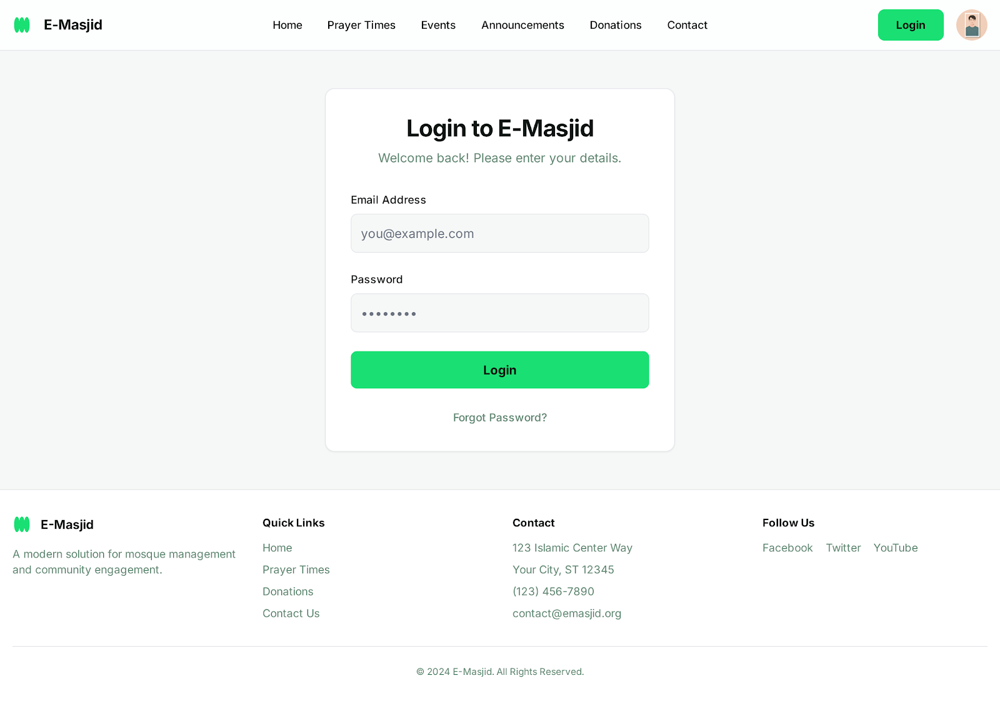 E-Masjid
Home Prayer Times Events Announcements Donations Contact
Login
Login to E-Masjid
Welcome back! Please enter your details.
Email Address
you@example.com
Password
••••••••
Login
Forgot Password?
E-Masjid
A modern solution for mosque management
and community engagement.
Quick Links
Home
Prayer Times
Donations
Contact Us
Contact
123 Islamic Center Way
Your City, ST 12345
(123) 456-7890
contact@emasjid.org
Follow Us
Facebook Twitter YouTube
© 2024 E-Masjid. All Rights Reserved.